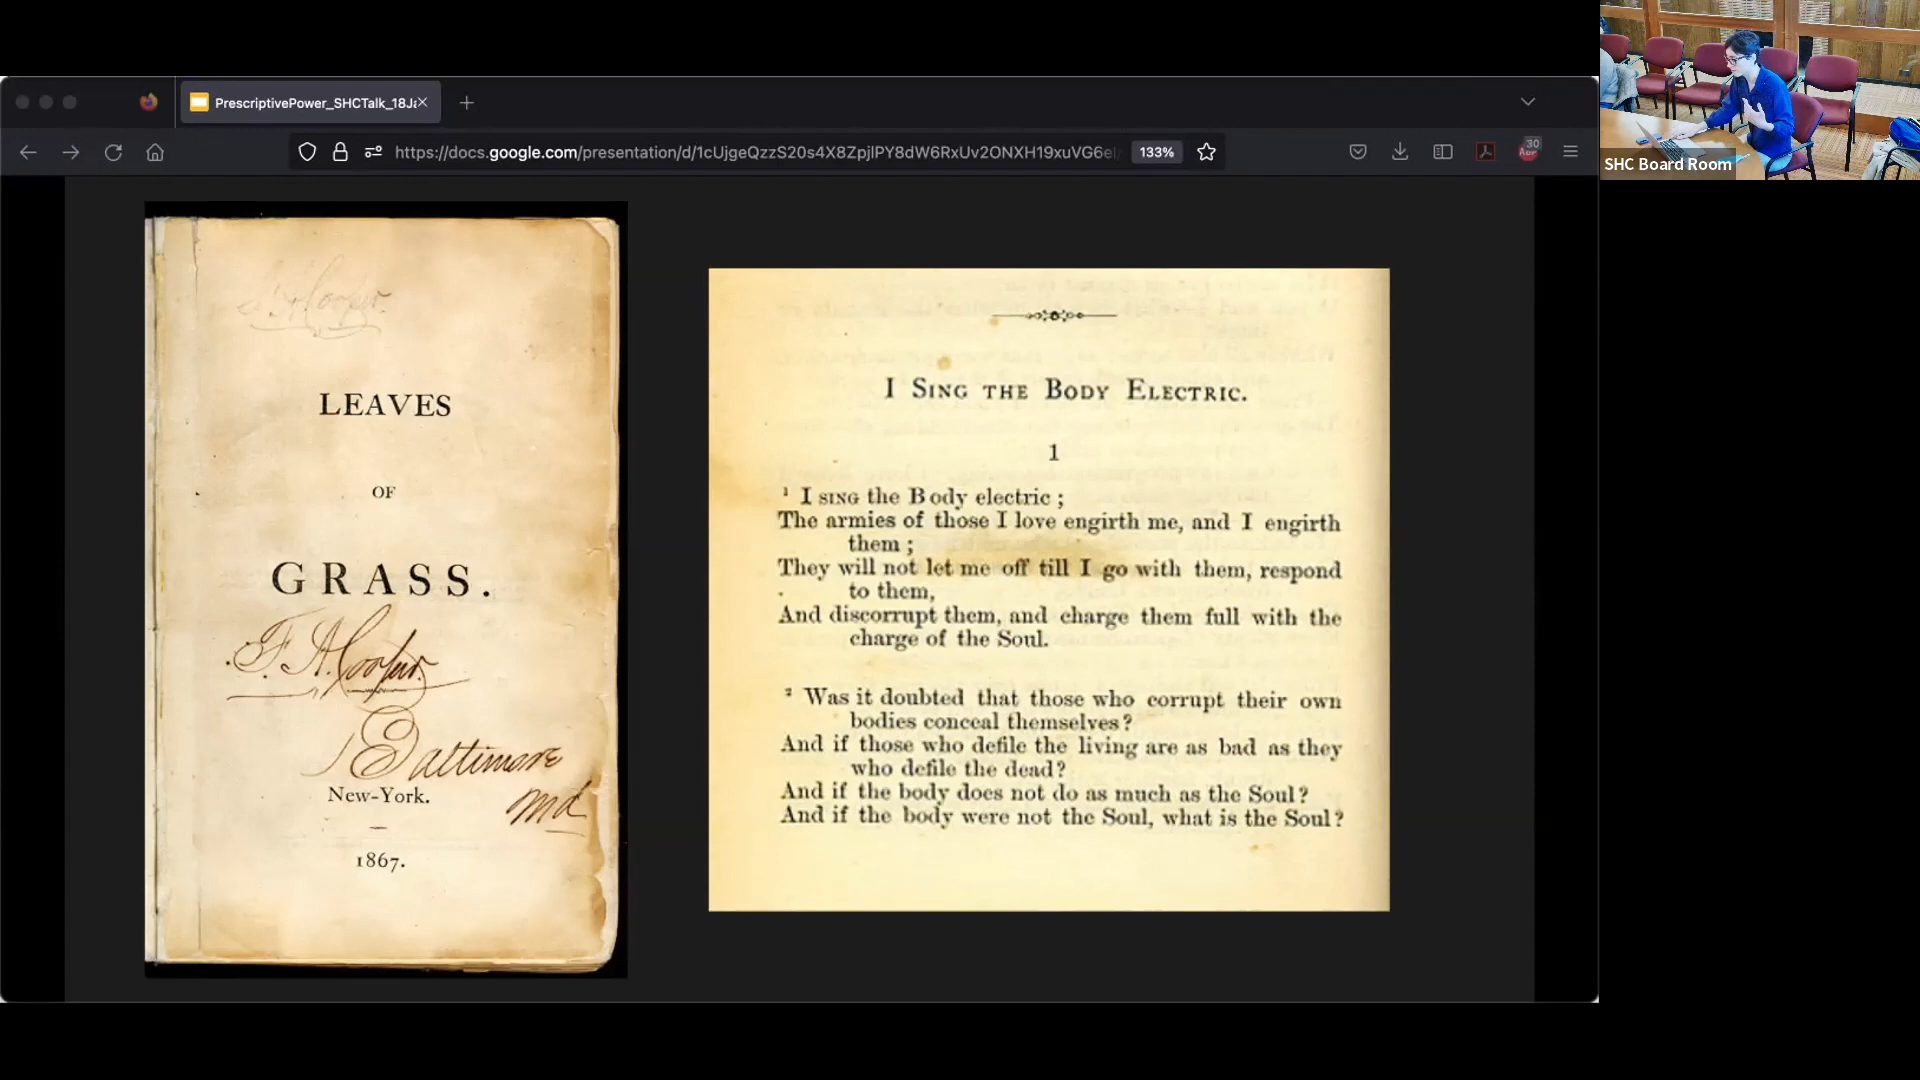 PrescriptivePower_SHCTalk_18Ja
https://docs.google.com/presentation/d/1cUjgeQzzS20s4X8ZpjlPY8dW6RxUv2ONXH19xuVG6e
133%
30
ABP
SHC Board Room
F. A. Cooper.
LEAVES
OF
GRASS.
F. A. Cooper.
Baltimore
New-York.
Md
1867.
I Sing the Body Electric.
1
¹ I sing the Body electric ;
The armies of those I love engirth me, and I engirth
them ;
They will not let me off till I go with them, respond
to them,
And discorrupt them, and charge them full with the
charge of the Soul.
² Was it doubted that those who corrupt their own
bodies conceal themselves?
And if those who defile the living are as bad as they
who defile the dead?
And if the body does not do as much as the Soul?
And if the body were not the Soul, what is the Soul?